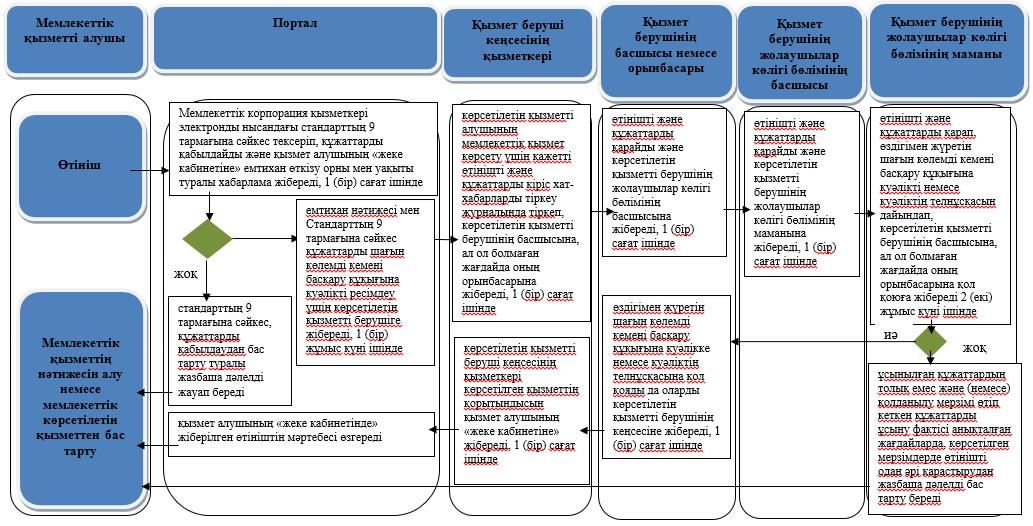 Мемлекеттік
қызметті алушы
Портал
Қызмет беруші
кеңсесінің
қызметкері
Қызмет
берушінің
басшысы немесе
орынбасары
Қызмет
берушінің
жолаушылар
көлігі бөлімінің
басшысы
Қызмет берушінің
жолаушылар көлігі
бөлімінің маманы
Өтініш
Мемлекеттік корпорация қызметкері
электронды нысандағы стандарттың 9
тармағына сәйкес тексеріп, құжаттарды
қабылдайды және қызмет алушының «жеке
кабинетіне» емтихан өткізу орны мен уақыты
туралы хабарлама жібереді, 1 (бір) сағат ішінде
емтихан нәтижесі мен
Стандарттың 9
тармағына сәйкес
құжаттарды шағын
көлемді кемені
басқару құқығына
куәлікті ресімдеу
үшін көрсетілетін
қызметті берушіге
жібереді, 1 (бір)
жұмыс күні ішінде
жоқ
стандарттың 9
тармағына сәйкес,
құжаттарды
қабылдаудан бас
тарту туралы
жазбаша дәлелді
жауап береді
қызмет алушының «жеке кабинетінде»
жіберілген өтініштің мәртебесі өзгереді
көрсетілетін қызметті
алушының
мемлекеттік қызмет
көрсету үшін қажетті
өтінішті және
құжаттарды кіріс хат-
хабарларды тіркеу
журналында тіркеп,
көрсетілетін қызметті
берушінің басшысына,
ал ол болмаған
жағдайда оның
орынбасарына
жібереді, 1 (бір) сағат
ішінде
көрсетілетін қызметті
беруші кеңсесінің
қызметкері
көрсетілген қызметтің
қорытындысын
қызмет алушының
«жеке кабинетіне»
жібереді, 1 (бір) сағат
ішінде
өтінішті және
құжаттарды
қарайды және
көрсетілетін
қызметті берушінің
жолаушылар көлігі
бөлімінің
басшысына
жібереді, 1 (бір)
сағат ішінде
өздігімен жүретін
шағын көлемді
кемені басқару
құқығына куәлікке
немесе куәліктің
телнұсқасына қол
қояды да оларды
көрсетілетін
қызметті берушінің
кеңсесіне жібереді, 1
(бір) сағат ішінде
өтінішті және
құжаттарды
қарайды және
көрсетілетін
қызметті
берушінің
жолаушылар
көлігі бөлімінің
маманына
жібереді, 1 (бір)
сағат ішінде
өтінішті және
құжаттарды қарап,
өздігімен жүретін
шағын көлемді кемені
басқару құқығына
куәлікті немесе
куәліктің телнұсқасын
дайындап,
көрсетілетін қызметті
берушінің басшысына,
ал ол болмаған
жағдайда оның
орынбасарына қол
қоюға жібереді 2 (екі)
жұмыс күні ішінде
иә
жоқ
ұсынылған құжаттардың
толық емес және (немесе)
қолданылу мерзімі өтіп
кеткен құжаттарды
ұсыну фактісі анықталған
жағдайларда, көрсетілген
мерзімдерде өтінішті
одан әрі қарастырудан
жазбаша дәлелді бас
тарту береді
Мемлекеттік
қызметтің
нәтижесін алу
немесе
мемлекеттік
көрсетілетін
қызметтен бас
тарту